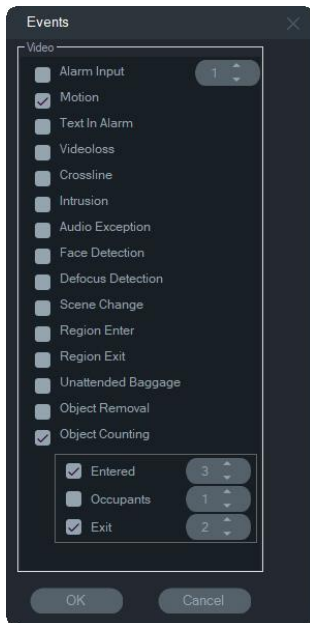 Events
Video
Alarm Input 1
Motion
Text In Alarm
Videoloss
Crossline
Intrusion
Audio Exception
Face Detection
Defocus Detection
Scene Change
Region Enter
Region Exit
Unattended Baggage
Object Removal
Object Counting
Entered 3
Occupants 1
Exit 2
OK Cancel